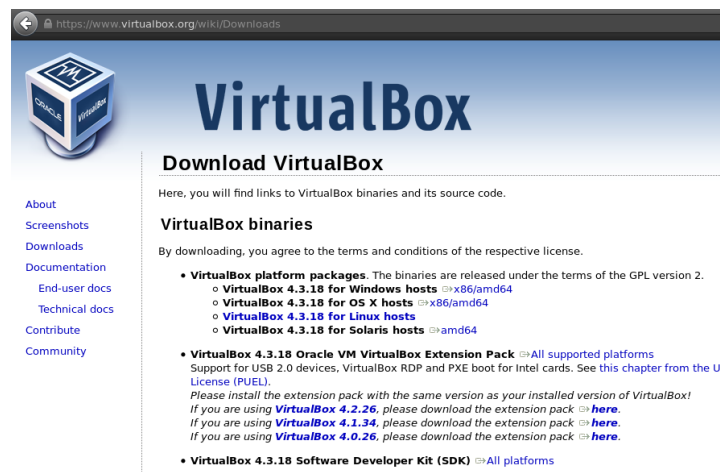 https://www.virtualbox.org/wiki/Downloads
VM
ORACLE
VirtualBox
VirtualBox
Download VirtualBox
Here, you will find links to VirtualBox binaries and its source code.
About
Screenshots
Downloads
Documentation
End-user docs
Technical docs
Contribute
Community
VirtualBox binaries
By downloading, you agree to the terms and conditions of the respective license.
• VirtualBox platform packages. The binaries are released under the terms of the GPL version 2.
VirtualBox 4.3.18 for Windows hosts x86/amd64
VirtualBox 4.3.18 for OS X hosts x86/amd64
VirtualBox 4.3.18 for Linux hosts
VirtualBox 4.3.18 for Solaris hosts amd64
• VirtualBox 4.3.18 Oracle VM VirtualBox Extension Pack All supported platforms
Support for USB 2.0 devices, VirtualBox RDP and PXE boot for Intel cards. See this chapter from the U
License (PUEL).
Please install the extension pack with the same version as your installed version of VirtualBox!
If you are using VirtualBox 4.2.26, please download the extension pack here.
If you are using VirtualBox 4.1.34, please download the extension pack here.
If you are using VirtualBox 4.0.26, please download the extension pack here.
• VirtualBox 4.3.18 Software Developer Kit (SDK) All platforms